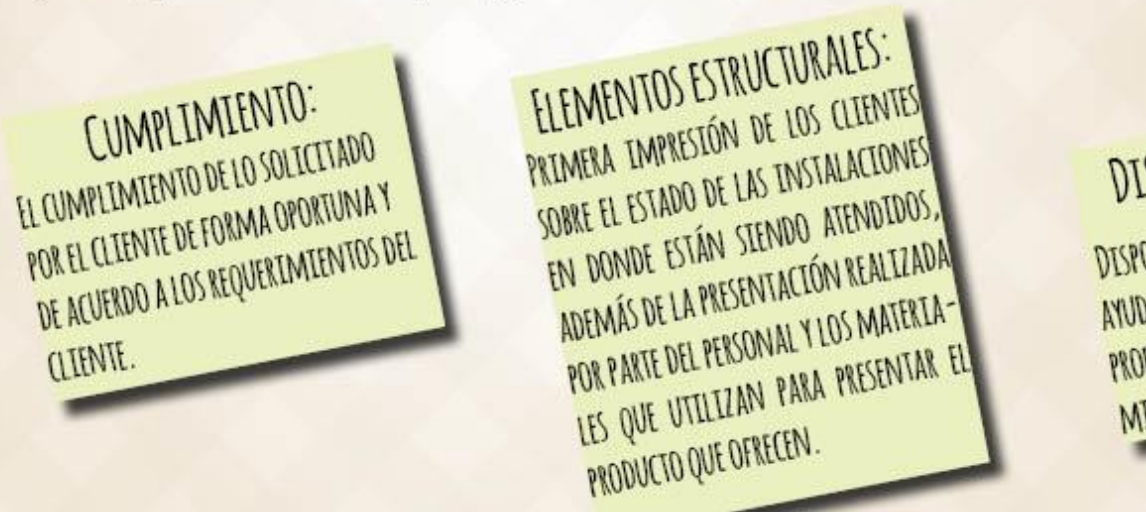 CUMPLIMIENTO:
EL CUMPLIMIENTO DE LO SOLICITADO
POR EL CLIENTE DE FORMA OPORTUNA Y
DE ACUERDO A LOS REQUERIMIENTOS DEL
CLIENTE.
ELEMENTOS ESTRUCTURALES:
PRIMERA IMPRESIÓN DE LOS CLIENTES
SOBRE EL ESTADO DE LAS INSTALACIONES
EN DONDE ESTÁN SIENDO ATENDIDOS,
ADEMÁS DE LA PRESENTACIÓN REALIZADA
POR PARTE DEL PERSONAL Y LOS MATERIA-
LES QUE UTILIZAN PARA PRESENTAR EL
PRODUCTO QUE OFRECEN.